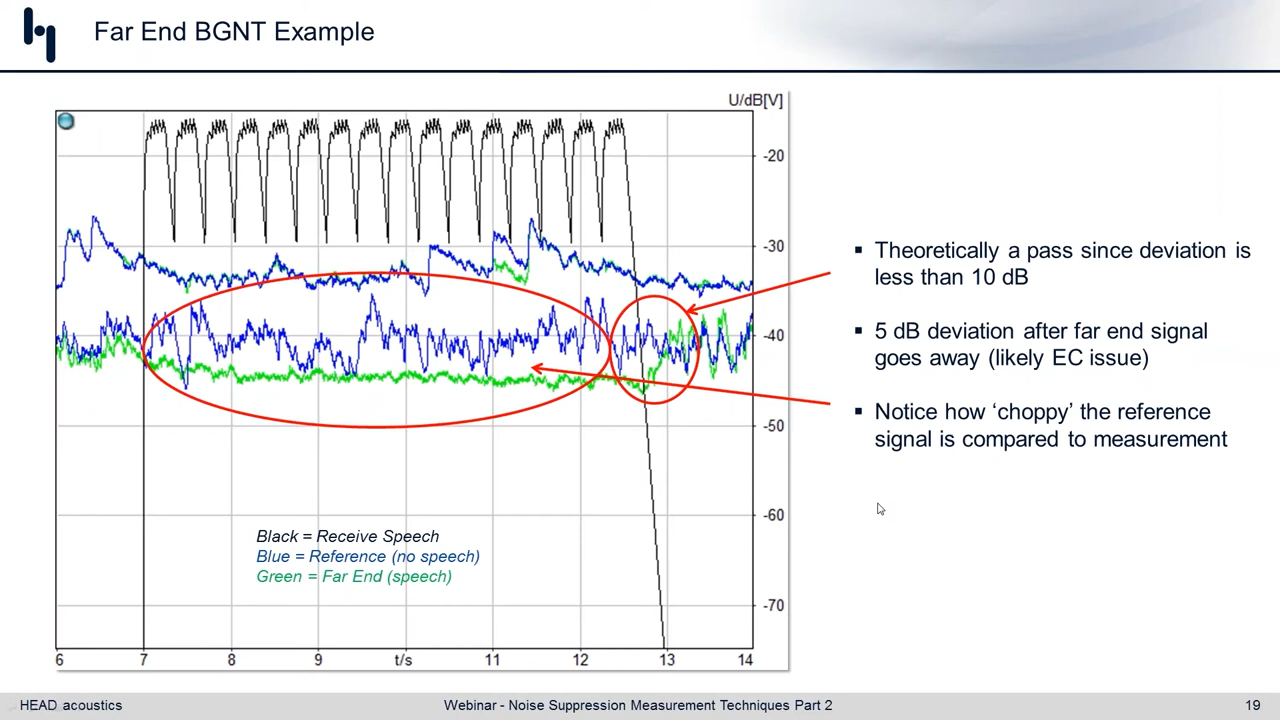 Far End BGNT Example
U/dB[V]
-20
-30
-40
-50
-60
-70
Black = Receive Speech
Blue = Reference (no speech)
Green = Far End (speech)
6 7 8 9 t/s 11 12 13 14
▪ Theoretically a pass since deviation is
less than 10 dB
▪ 5 dB deviation after far end signal
goes away (likely EC issue)
▪ Notice how ‘choppy’ the reference
signal is compared to measurement
HEAD acoustics
Webinar - Noise Suppression Measurement Techniques Part 2
19